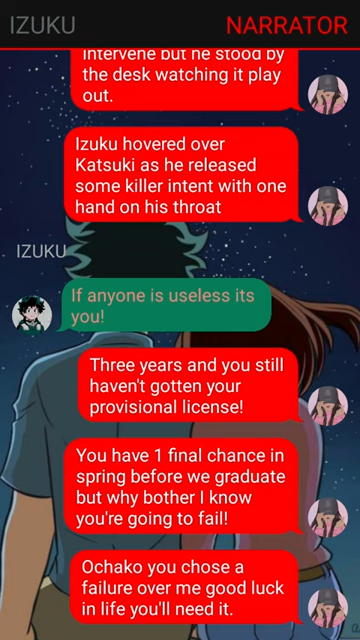 IZUKU NARRATOR
intervene but he stood by
the desk watching it play
out.
Izuku hovered over
Katsuki as he released
some killer intent with one
hand on his throat
IZUKU
If anyone is useless its
you!
Three years and you still
haven't gotten your
provisional license!
You have 1 final chance in
spring before we graduate
but why bother I know
you're going to fail!
Ochako you chose a
failure over me good luck
in life you'll need it.